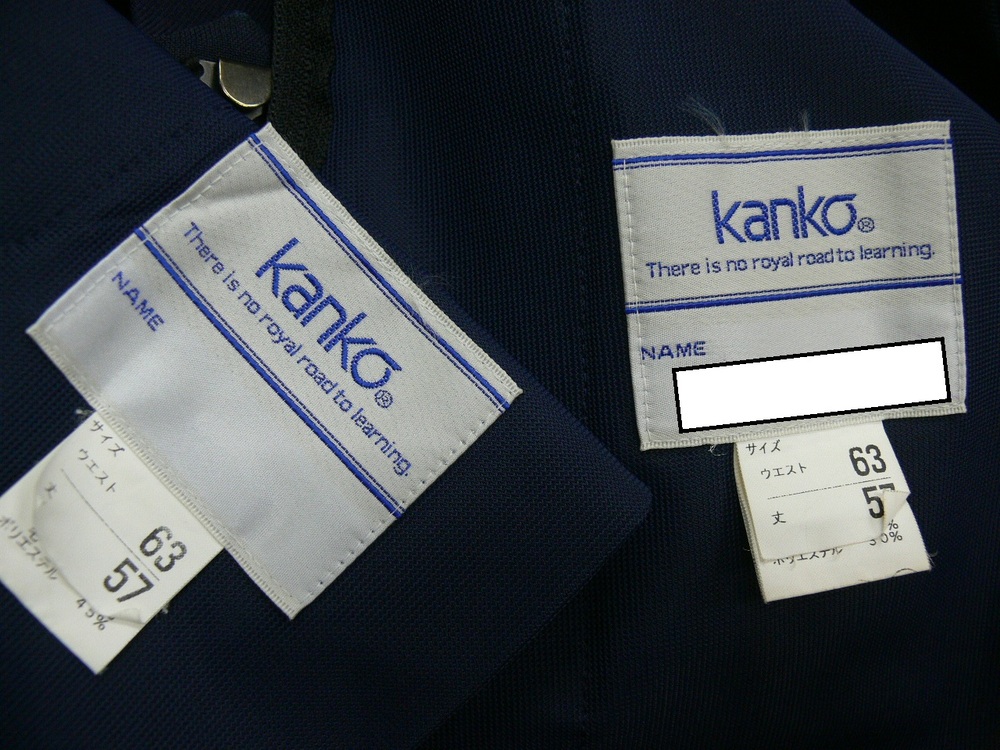 kanko®
There is no royal road to learning.
NAME
サイズ
ウエスト 63
丈 57
ポリエステル
45%
kanko®
There is no royal road to learning.
NAME
サイズ
ウエスト 63
丈 57
%
ポリエステル 50%